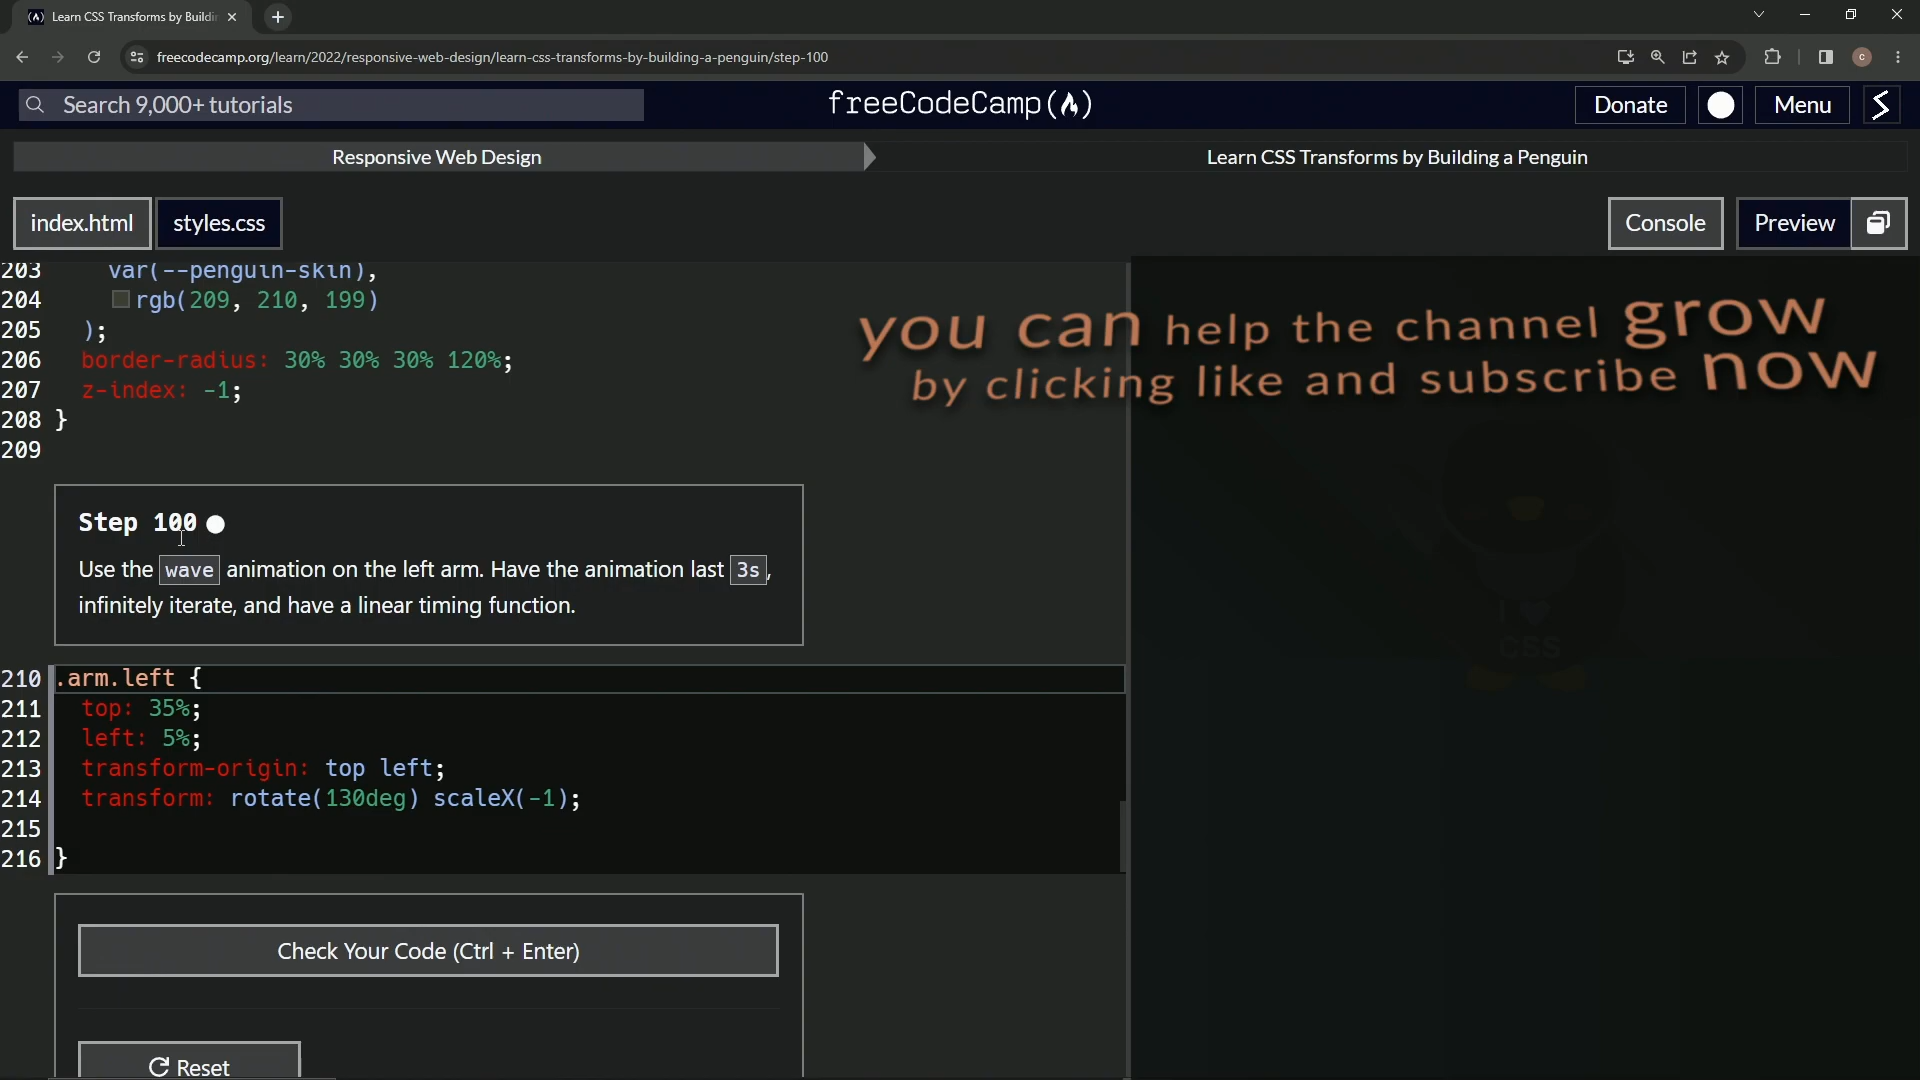 Learn CSS Transforms by Buildin
freecodecamp.org/learn/2022/responsive-web-design/learn-css-transforms-by-building-a-penguin/step-100
C
Search 9,000+ tutorials
freeCodeCamp
Donate
Menu
Responsive Web Design
Learn CSS Transforms by Building a Penguin
index.html
styles.css
Console
Preview
203 var(--penguin-skin),
204 rgb(209, 210, 199)
205 );
206 border-radius: 30% 30% 30% 120%;
207 z-index: -1;
208 }
209
you can help the channel grow
by clicking like and subscribe now
I
CSS
Step 100
Use the wave animation on the left arm. Have the animation last 3s,
infinitely iterate, and have a linear timing function.
210 .arm.left {
211 top: 35%;
212 left: 5%;
213 transform-origin: top left;
214 transform: rotate(130deg) scaleX(-1);
215
216 }
Check Your Code (Ctrl + Enter)
Reset